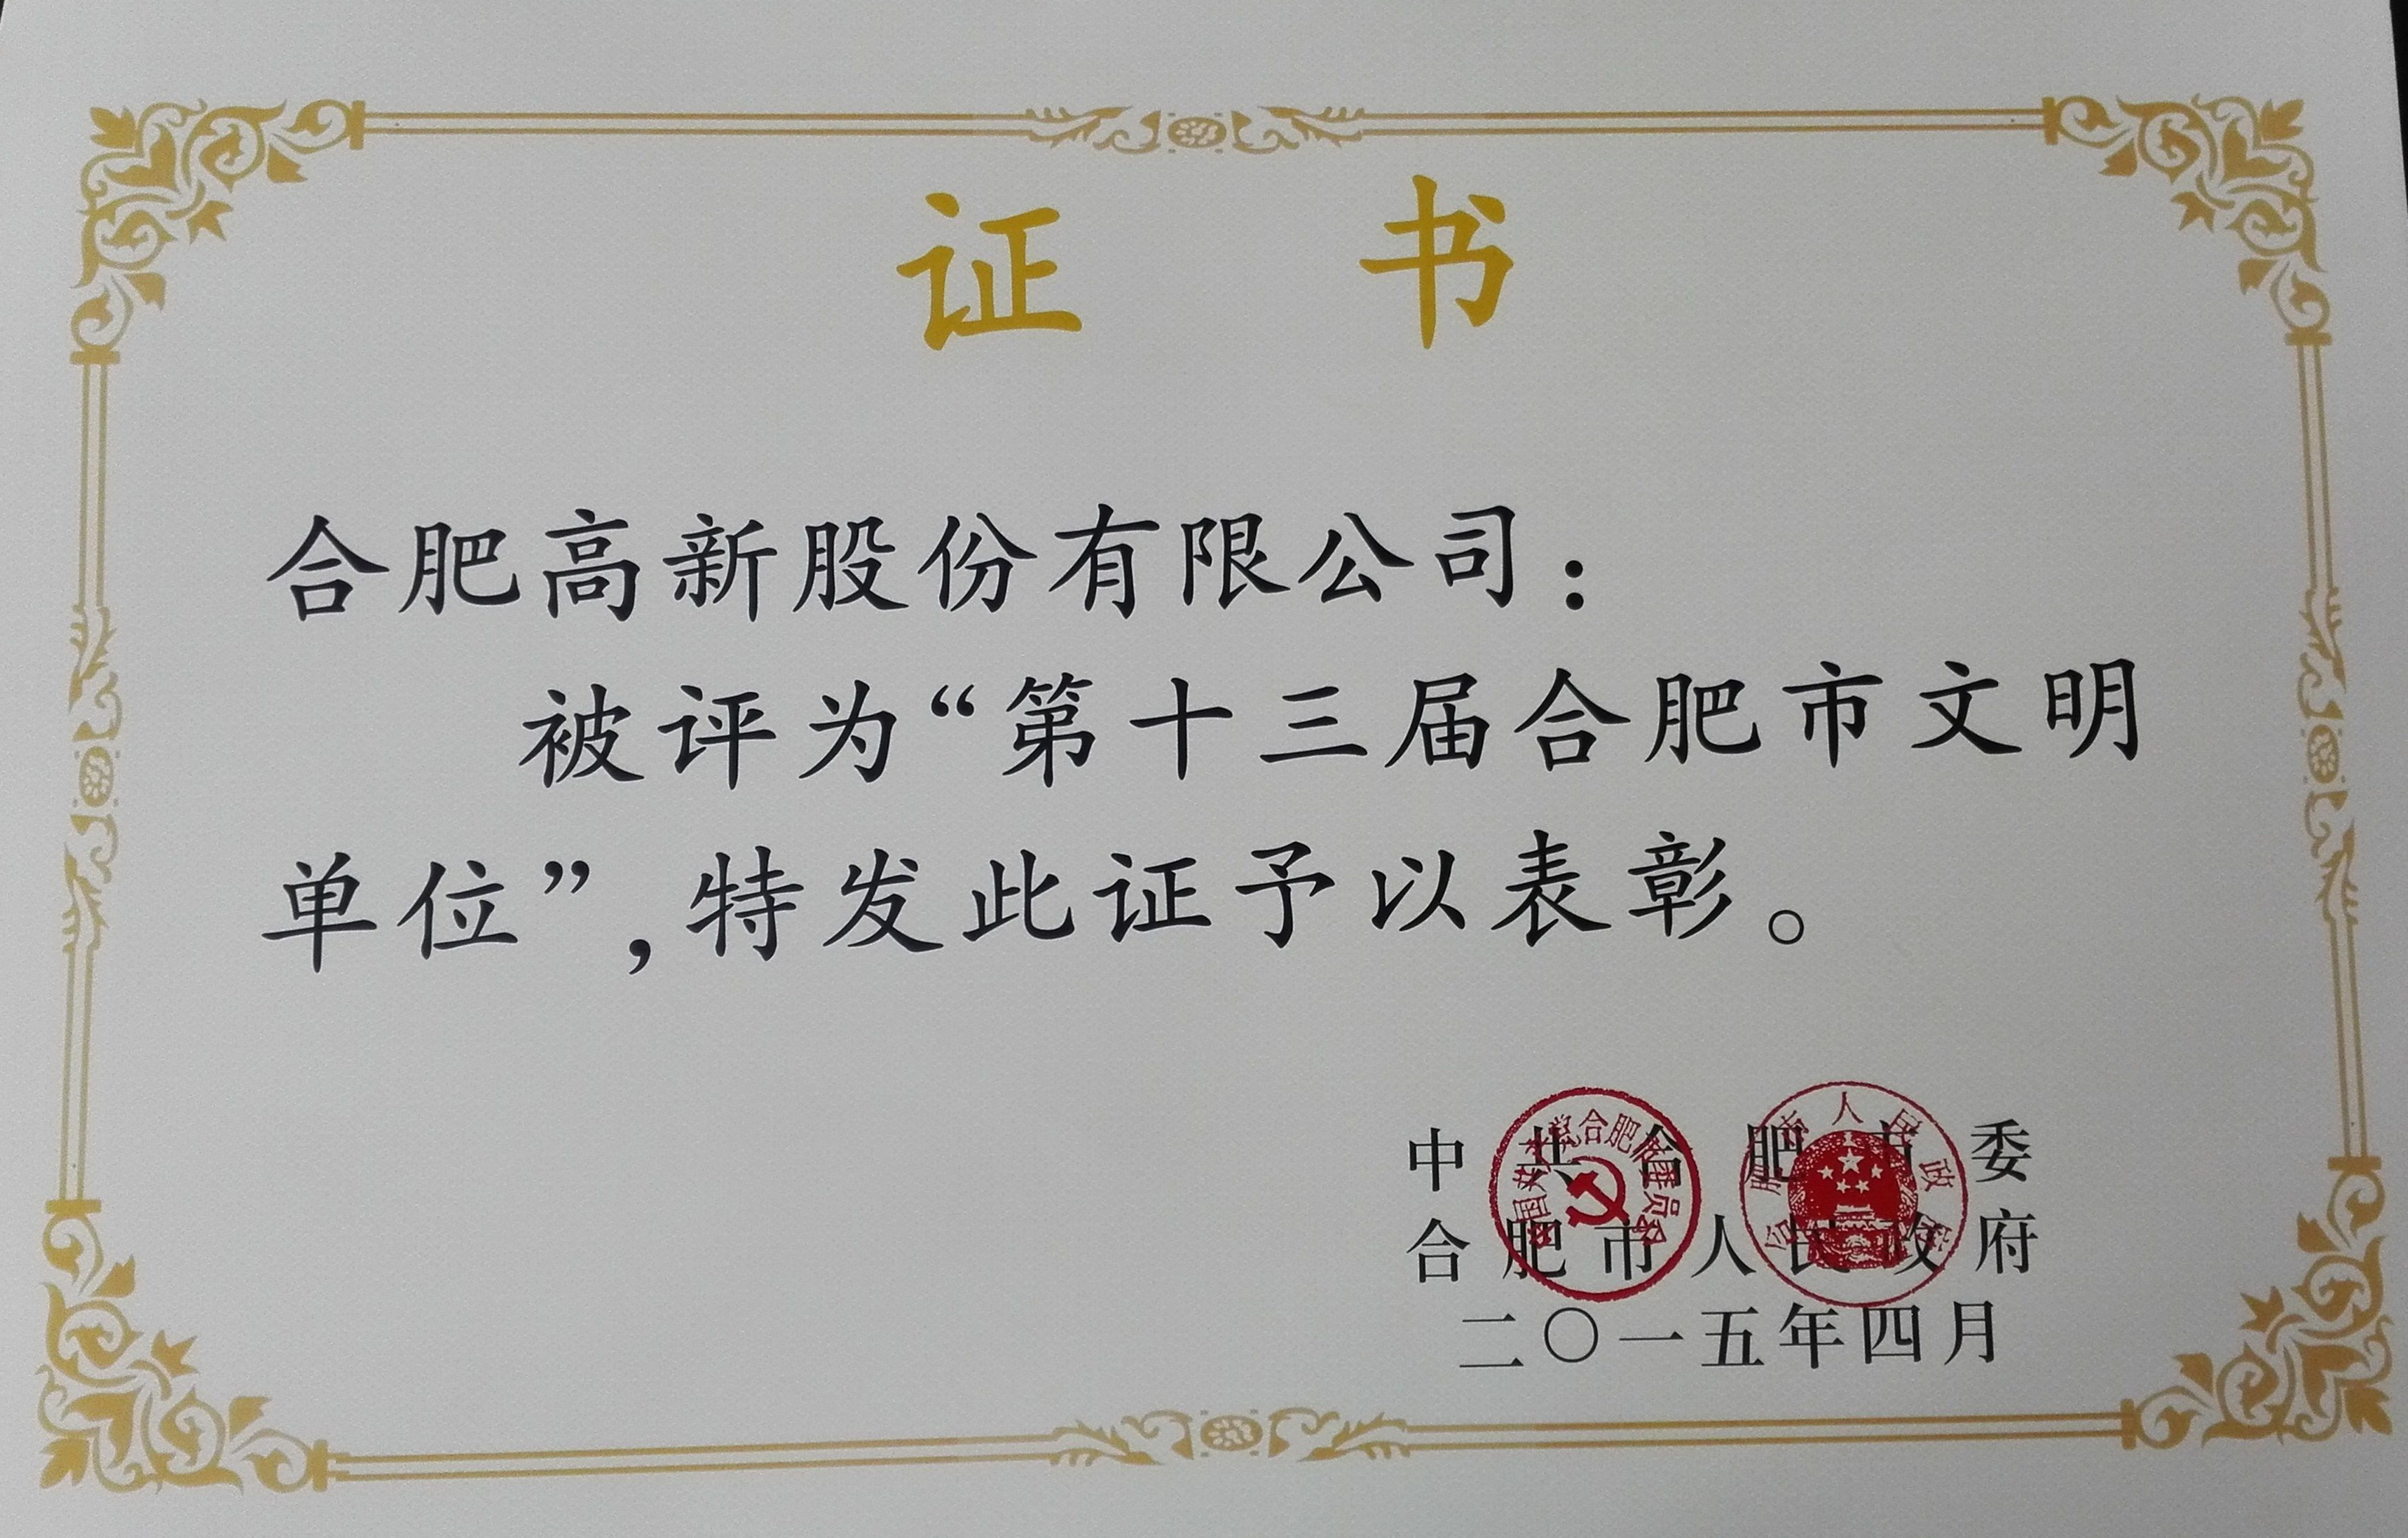 证书
合肥高新股份有限公司：
被评为“第十三届合肥市文明
单位”，特发此证予以表彰。
中共合肥市委
合肥市人民政府
二〇一五年四月